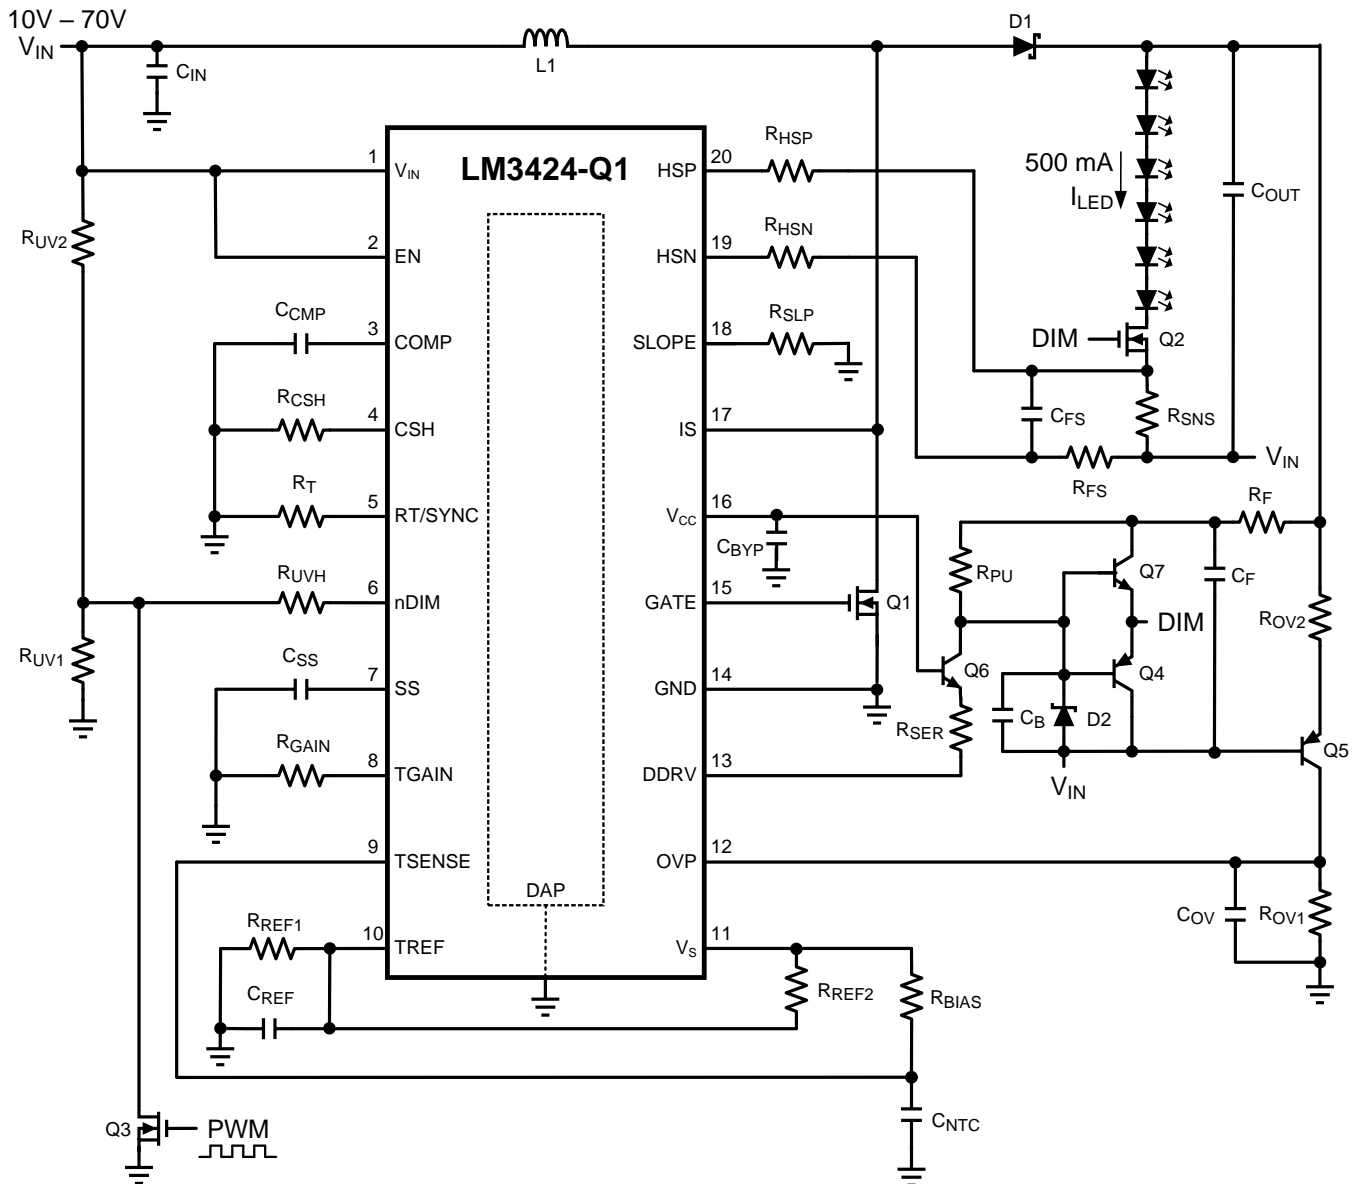 10V – 70V
VIN
CIN
L1
D1
LM3424-Q1
1
VIN
20
HSP
RHSP
500 mA
ILED
COUT
RUV2
2
EN
19
HSN
RHSN
CCMP
3
COMP
18
SLOPE
RSLP
DIM
Q2
RCSH
4
CSH
17
IS
CFS
RSNS
VIN
RFS
RT
5
RT/SYNC
16
VCC
CBYP
RF
RPU
Q7
CF
RUVH
6
nDIM
15
GATE
Q1
DIM
ROV2
RUV1
CSS
7
SS
14
GND
Q6
Q4
RSER
CB
D2
Q5
RGAIN
8
TGAIN
13
DDRV
VIN
9
TSENSE
12
OVP
DAP
COV
ROV1
RREF1
10
TREF
11
VS
CREF
RREF2
RBIAS
Q3
PWM
CNTC